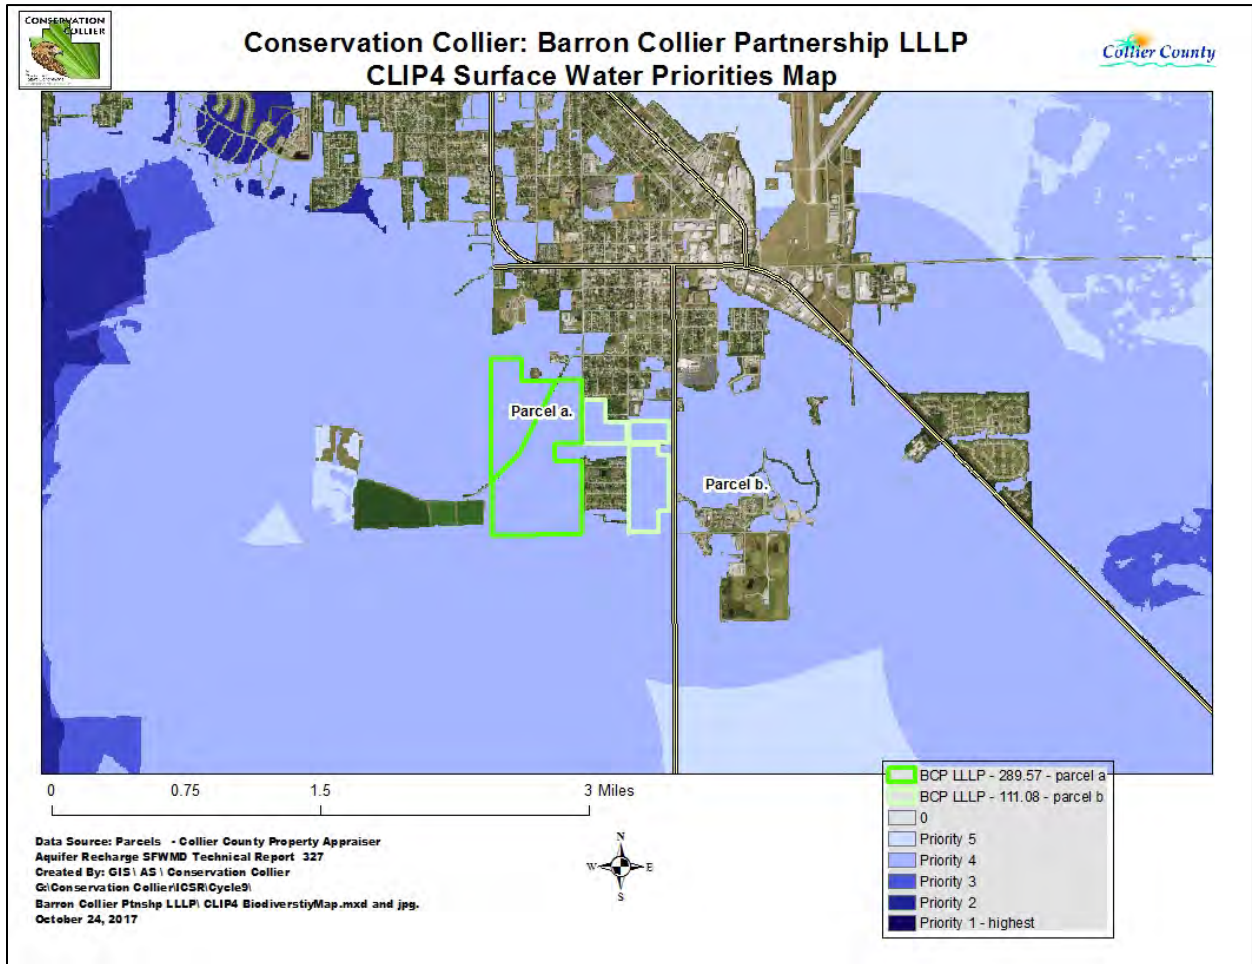 CONSERVATION
COLLIER
Conservation Collier: Barron Collier Partnership LLLP
CLIP4 Surface Water Priorities Map
Collier County
Parcel a.
Parcel b.
0 0.75 1.5 3 Miles
BCP LLLP - 289.57 - parcel a
BCP LLLP - 111.08 - parcel b
0
Priority 5
Priority 4
Priority 3
Priority 2
Priority 1 - highest
Data Source: Parcels - Collier County Property Appraiser
Aquifer Recharge SFWMD Technical Report 327
Created By: GIS \ AS \ Conservation Collier
G:\Conservation Collier\ICSR\Cycle9\
Barron Collier Ptnshp LLLP\ CLIP4 BiodiverstiyMap.mxd and jpg.
October 24, 2017
N
W E
S